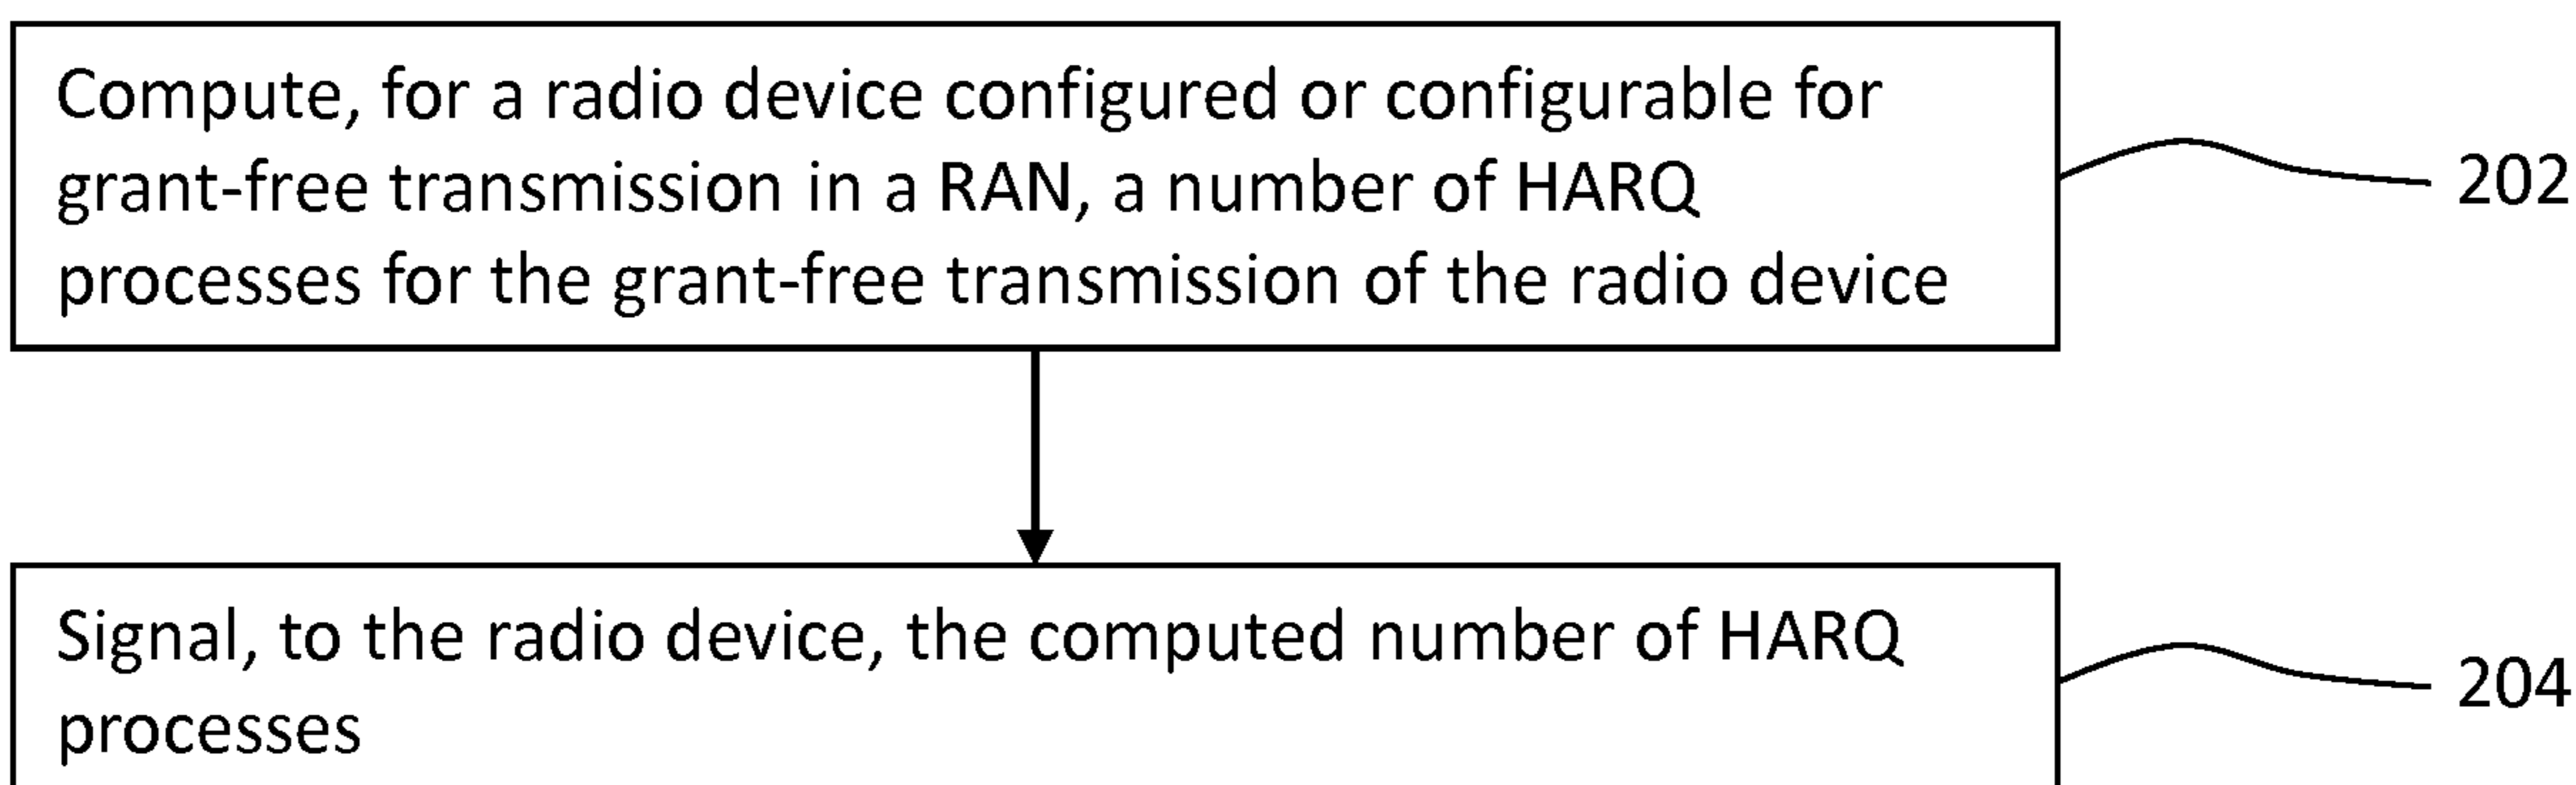 Compute, for a radio device configured or configurable for
grant-free transmission in a RAN, a number of HARQ
processes for the grant-free transmission of the radio device
202
Signal, to the radio device, the computed number of HARQ
processes
204